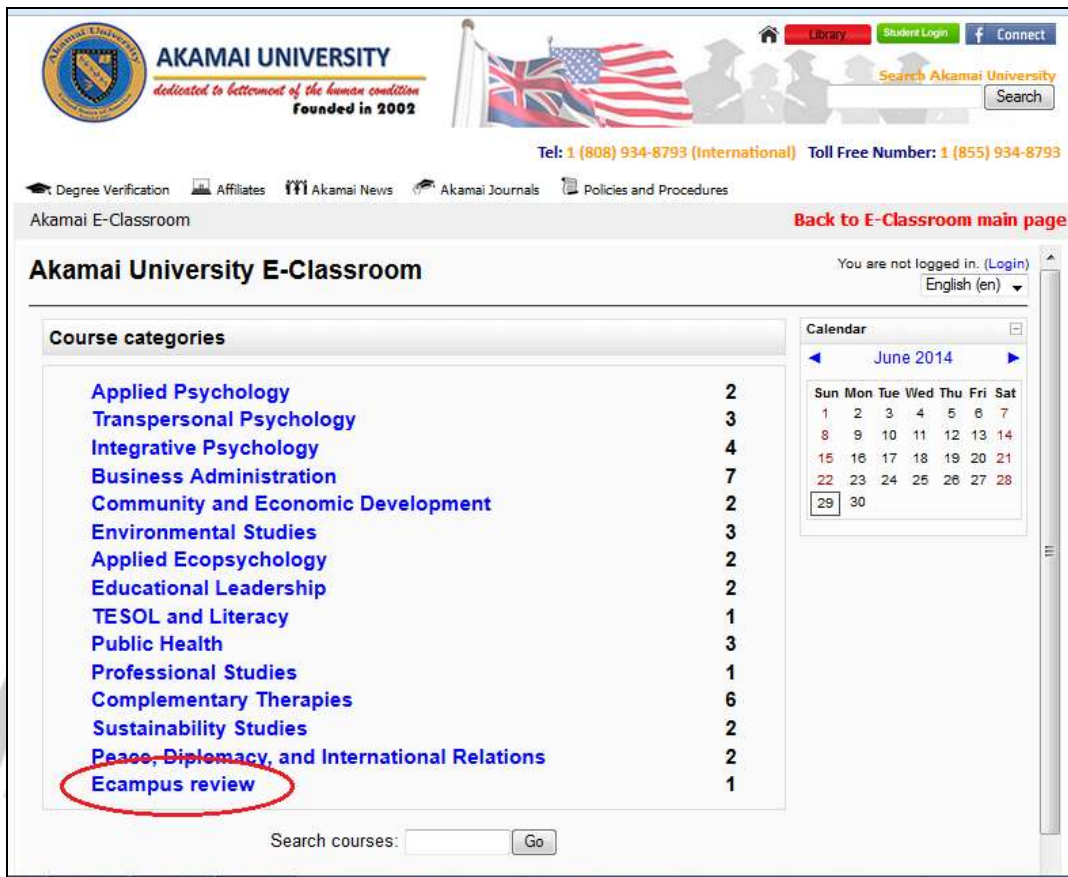 AKAMAI UNIVERSITY
dedicated to betterment of the human condition
Founded in 2002
Library
Student Login
f Connect
Search Akamai University
Search
Tel: 1 (808) 934-8793 (International) Toll Free Number: 1 (855) 934-8793
Degree Verification Affiliates Akamai News Akamai Journals Policies and Procedures
Akamai E-Classroom
Back to E-Classroom main page
Akamai University E-Classroom
You are not logged in. (Login)
English (en)
Course categories
Applied Psychology 2
Transpersonal Psychology 3
Integrative Psychology 4
Business Administration 7
Community and Economic Development 2
Environmental Studies 3
Applied Ecopsychology 2
Educational Leadership 2
TESOL and Literacy 1
Public Health 3
Professional Studies 1
Complementary Therapies 6
Sustainability Studies 2
Peace, Diplomacy, and International Relations 2
Ecampus review 1
Search courses: Go
Calendar
June 2014
Sun Mon Tue Wed Thu Fri Sat
1 2 3 4 5 6 7
8 9 10 11 12 13 14
15 16 17 18 19 20 21
22 23 24 25 26 27 28
29 30